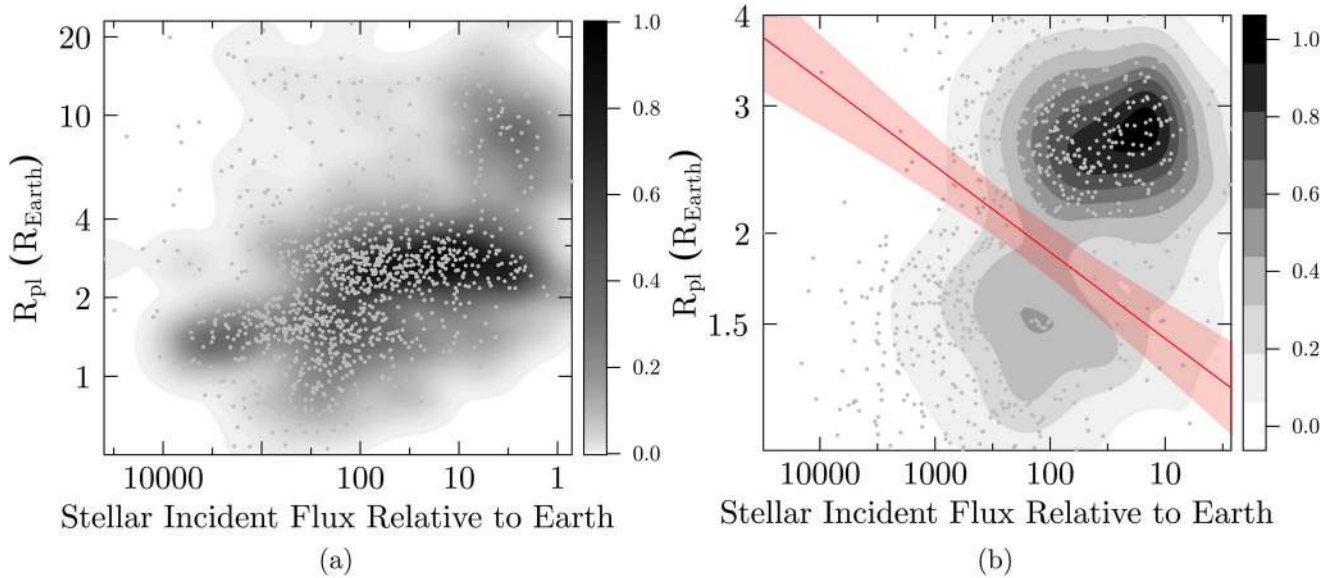 20
10
4
2
1
R_pl (R_Earth)
10000 100 10 1
Stellar Incident Flux Relative to Earth
(a)
1.0
0.8
0.6
0.4
0.2
0.0
4
3
2
1.5
R_pl (R_Earth)
10000 1000 100 10
Stellar Incident Flux Relative to Earth
(b)
1.0
0.8
0.6
0.4
0.2
0.0